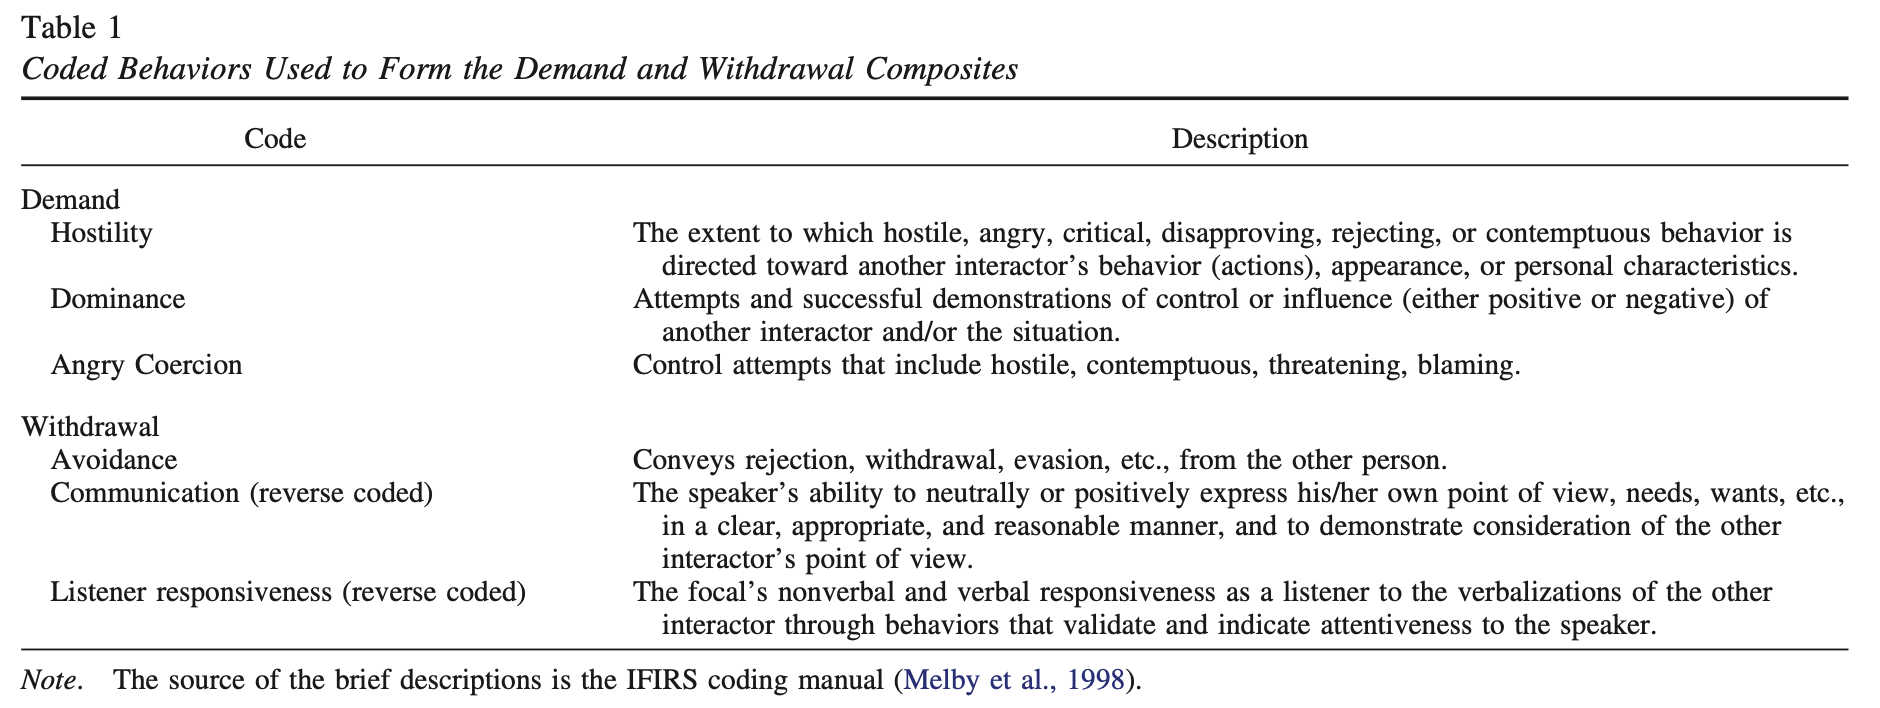 Table 1
Coded Behaviors Used to Form the Demand and Withdrawal Composites
Code Description
Demand
Hostility The extent to which hostile, angry, critical, disapproving, rejecting, or contemptuous behavior is
directed toward another interactor’s behavior (actions), appearance, or personal characteristics.
Dominance Attempts and successful demonstrations of control or influence (either positive or negative) of
another interactor and/or the situation.
Angry Coercion Control attempts that include hostile, contemptuous, threatening, blaming.
Withdrawal
Avoidance Conveys rejection, withdrawal, evasion, etc., from the other person.
Communication (reverse coded) The speaker’s ability to neutrally or positively express his/her own point of view, needs, wants, etc.,
in a clear, appropriate, and reasonable manner, and to demonstrate consideration of the other
interactor’s point of view.
Listener responsiveness (reverse coded) The focal’s nonverbal and verbal responsiveness as a listener to the verbalizations of the other
interactor through behaviors that validate and indicate attentiveness to the speaker.
Note. The source of the brief descriptions is the IFIRS coding manual (Melby et al., 1998).